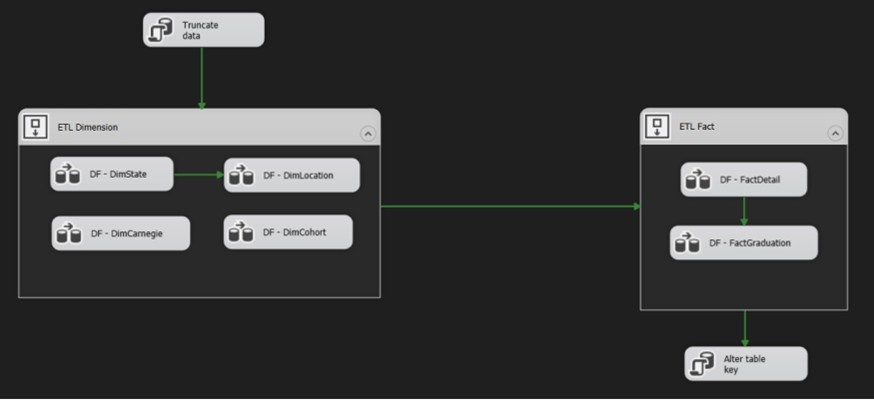 Truncate
data
ETL Dimension
DF - DimState
DF - DimLocation
DF - DimCarnegie
DF - DimCohort
ETL Fact
DF - FactDetail
DF - FactGraduation
Alter table
key